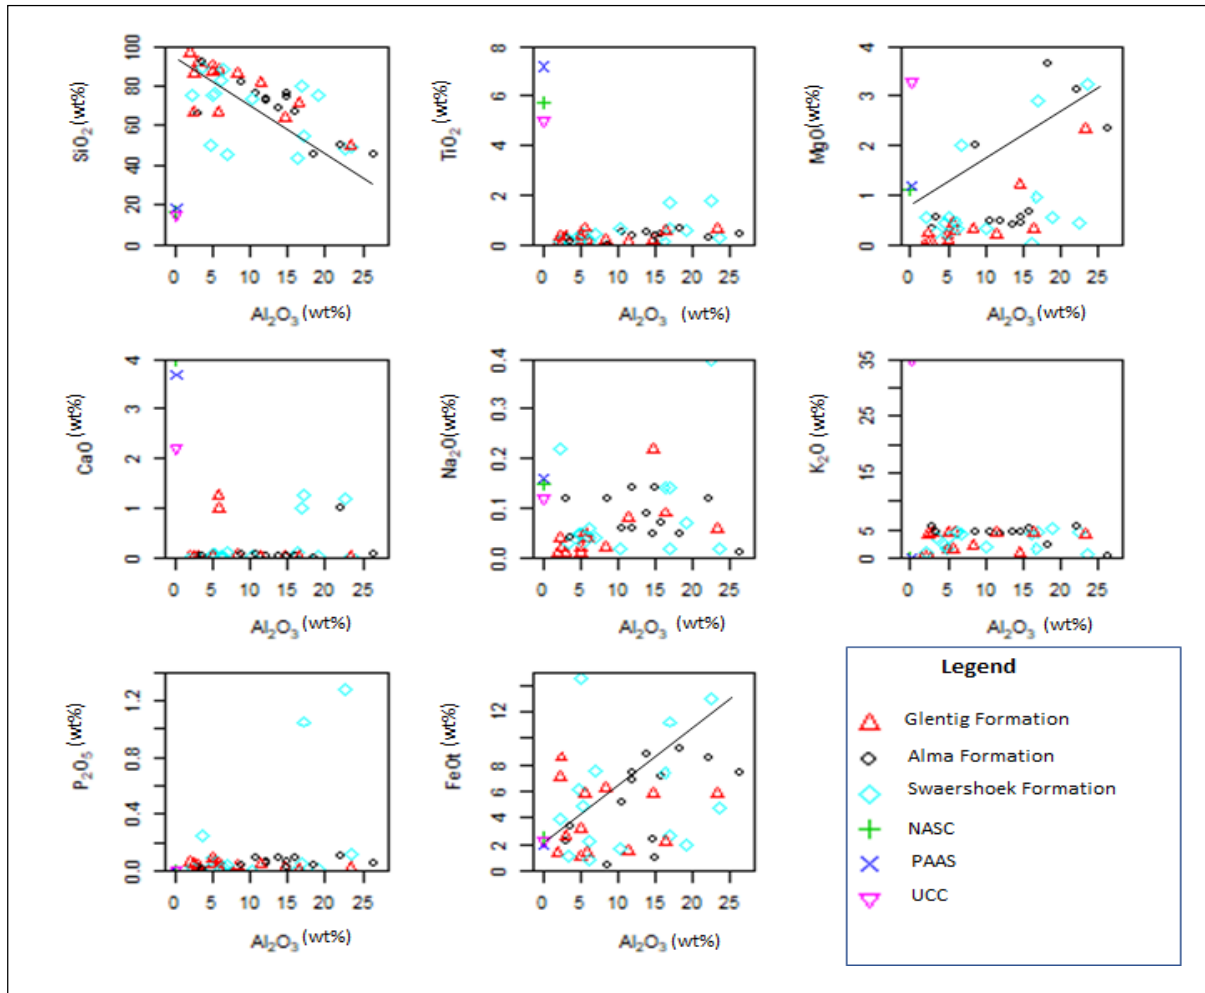 SiO2 (wt%)
100
80
60
40
20
0
0 5 10 15 20 25
Al2O3 (wt%)
TiO2 (wt%)
8
6
4
2
0
0 5 10 15 20 25
Al2O3 (wt%)
MgO (wt%)
4
3
2
1
0
0 5 10 15 20 25
Al2O3 (wt%)
CaO (wt%)
4
3
2
1
0
0 5 10 15 20 25
Al2O3 (wt%)
Na2O(wt%)
0.4
0.3
0.2
0.1
0.0
0 5 10 15 20 25
Al2O3 (wt%)
K2O (wt%)
35
25
15
5
0
0 5 10 15 20 25
Al2O3 (wt%)
P2O5 (wt%)
1.2
0.8
0.4
0.0
0 5 10 15 20 25
Al2O3 (wt%)
FeOt (wt%)
12
8
6
4
2
0
0 5 10 15 20 25
Al2O3 (wt%)
Legend
Glentig Formation
Alma Formation
Swaershoek Formation
NASC
PAAS
UCC